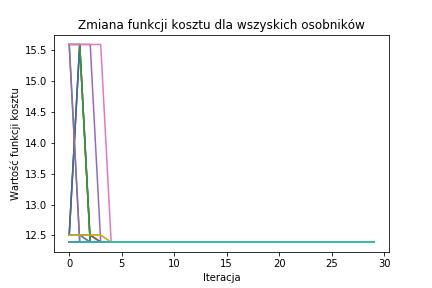 Zmiana funkcji kosztu dla wszyskich osobników
15.5
15.0
14.5
14.0
13.5
13.0
12.5
Wartość funkcji kosztu
0 5 10 15 20 25 30
Iteracja